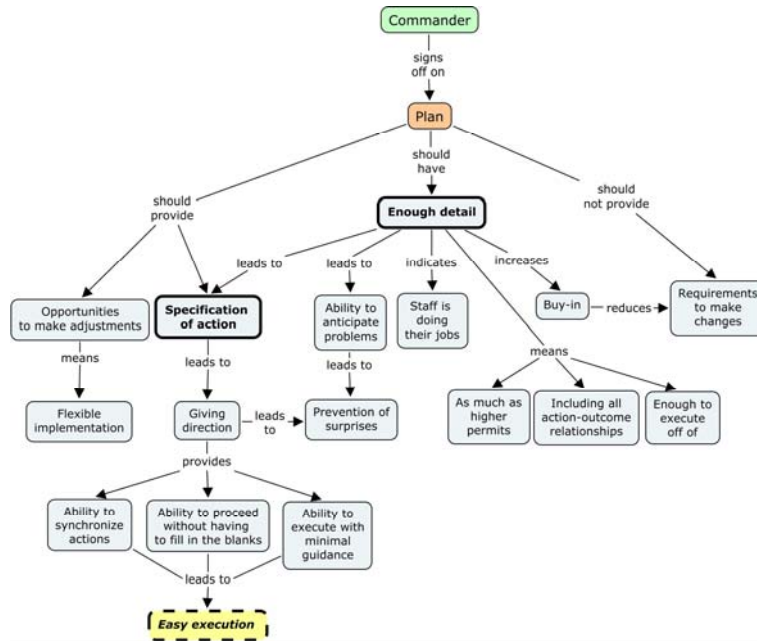 Commander
signs
off on
Plan
should
have
should
provide
should
not provide
Enough detail
leads to
leads to
indicates
increases
Opportunities
to make adjustments
Specification
of action
Ability to
anticipate
problems
Staff is
doing
their jobs
Buy-in
reduces
Requirements
to make
changes
means
leads to
leads to
means
Flexible
implementation
Giving
direction
leads
to
Prevention of
surprises
As much as
higher
permits
Including all
action-outcome
relationships
Enough to
execute
off of
provides
Ability to
synchronize
actions
Ability to proceed
without having
to fill in the blanks
Ability to
execute with
minimal
guidance
leads to
Easy execution